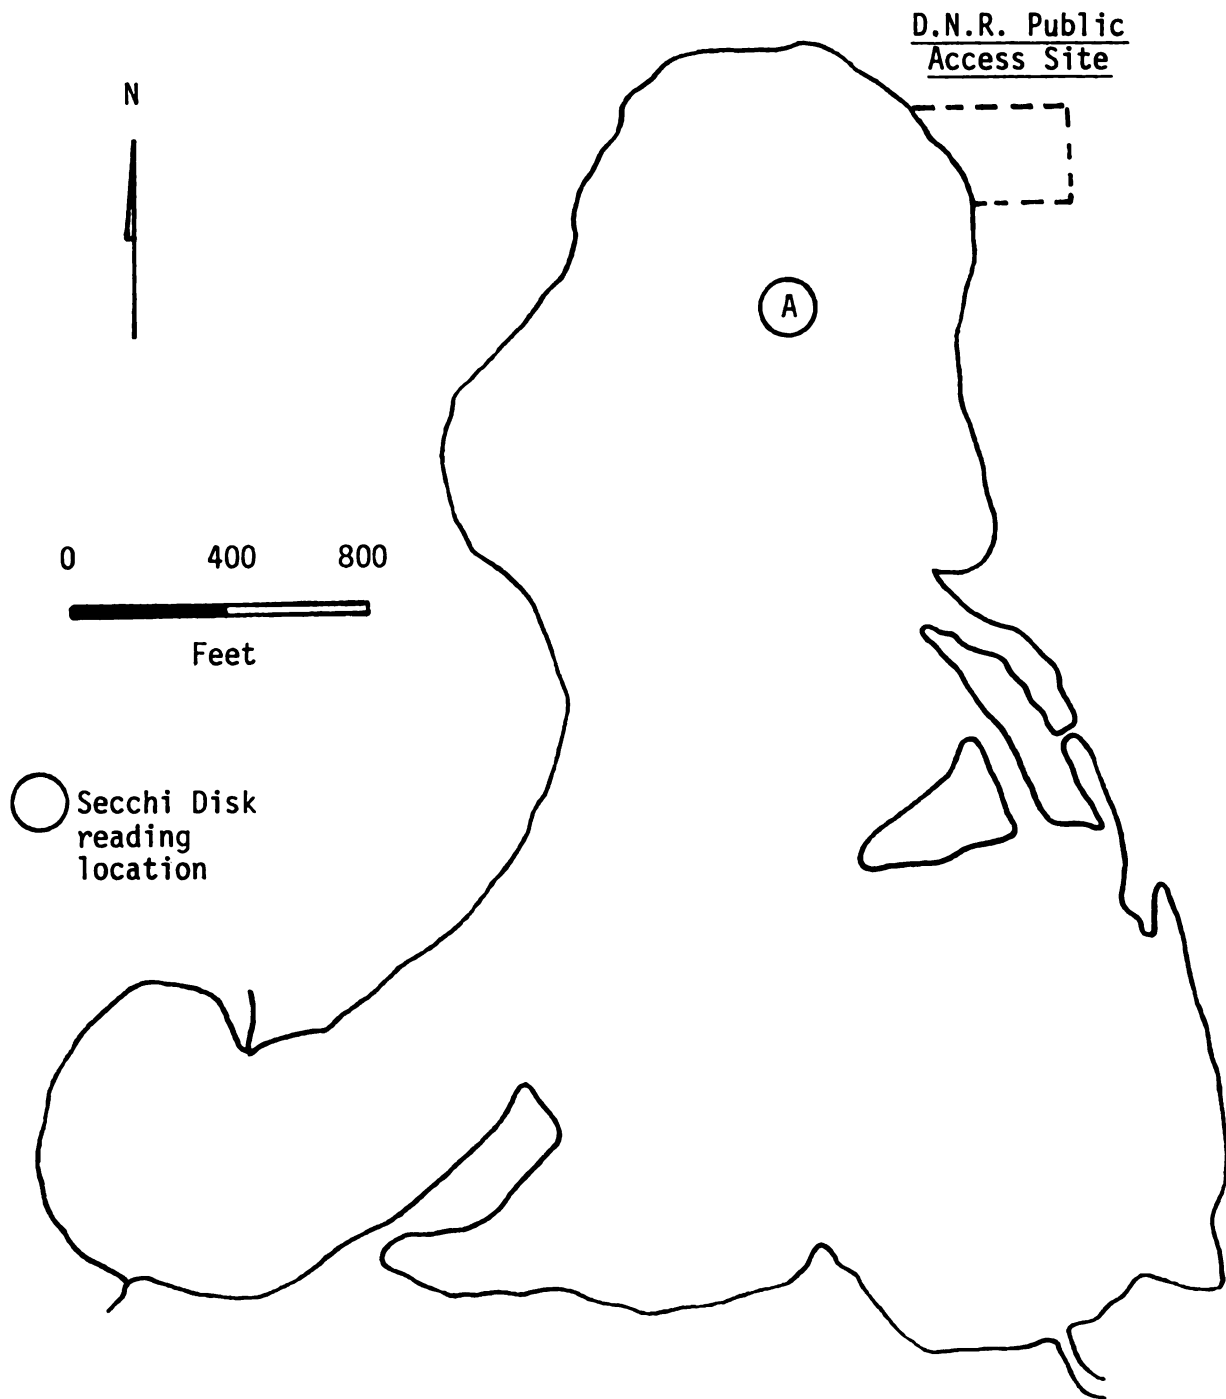 D.N.R. Public
Access Site
N
A
0 400 800
Feet
Secchi Disk
reading
location